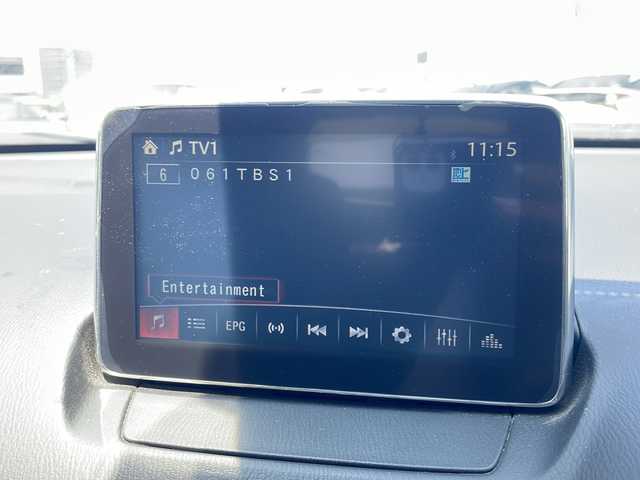 TV1 11:15
6 061TBS1
Entertainment
EPG